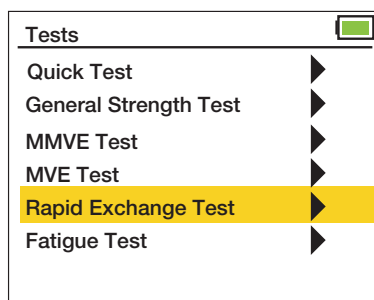 Tests
Quick Test
General Strength Test
MMVE Test
MVE Test
Rapid Exchange Test
Fatigue Test